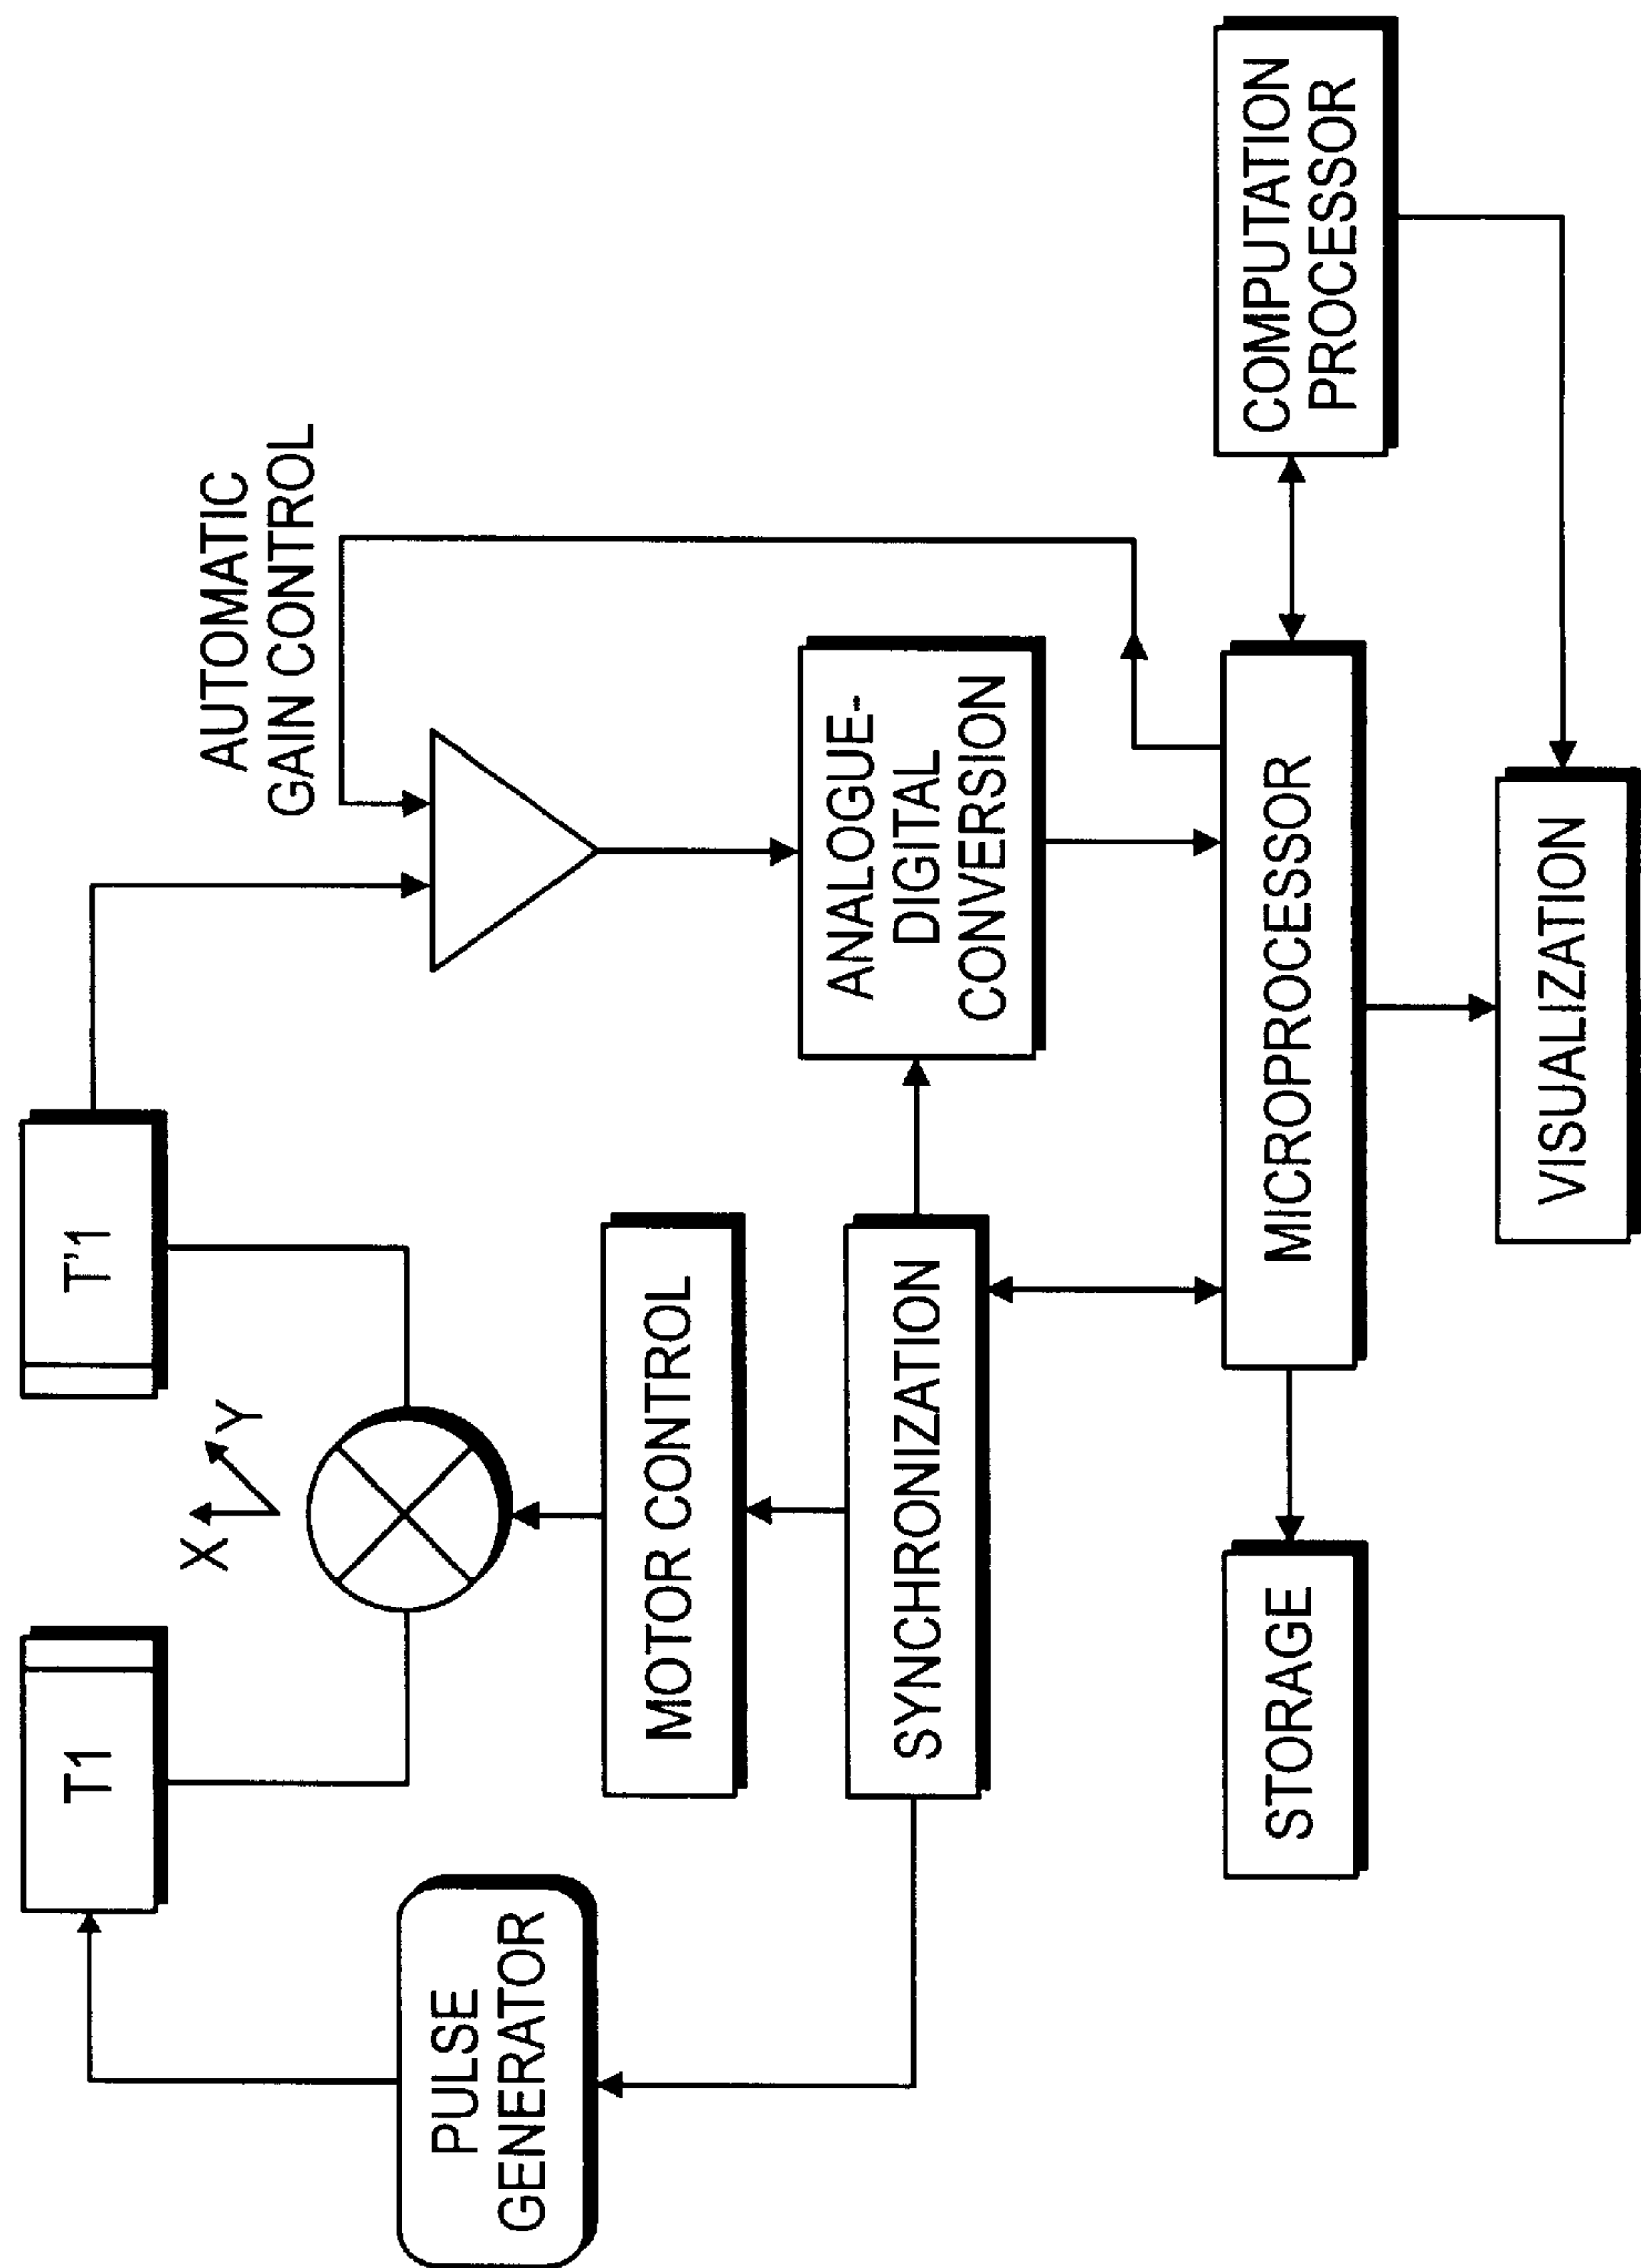 T1
T'1
X
Y
AUTOMATIC
GAIN CONTROL
PULSE
GENERATOR
MOTOR CONTROL
ANALOGUE-
DIGITAL
CONVERSION
SYNCHRONIZATION
STORAGE
MICROPROCESSOR
COMPUTATION
PROCESSOR
VISUALIZATION